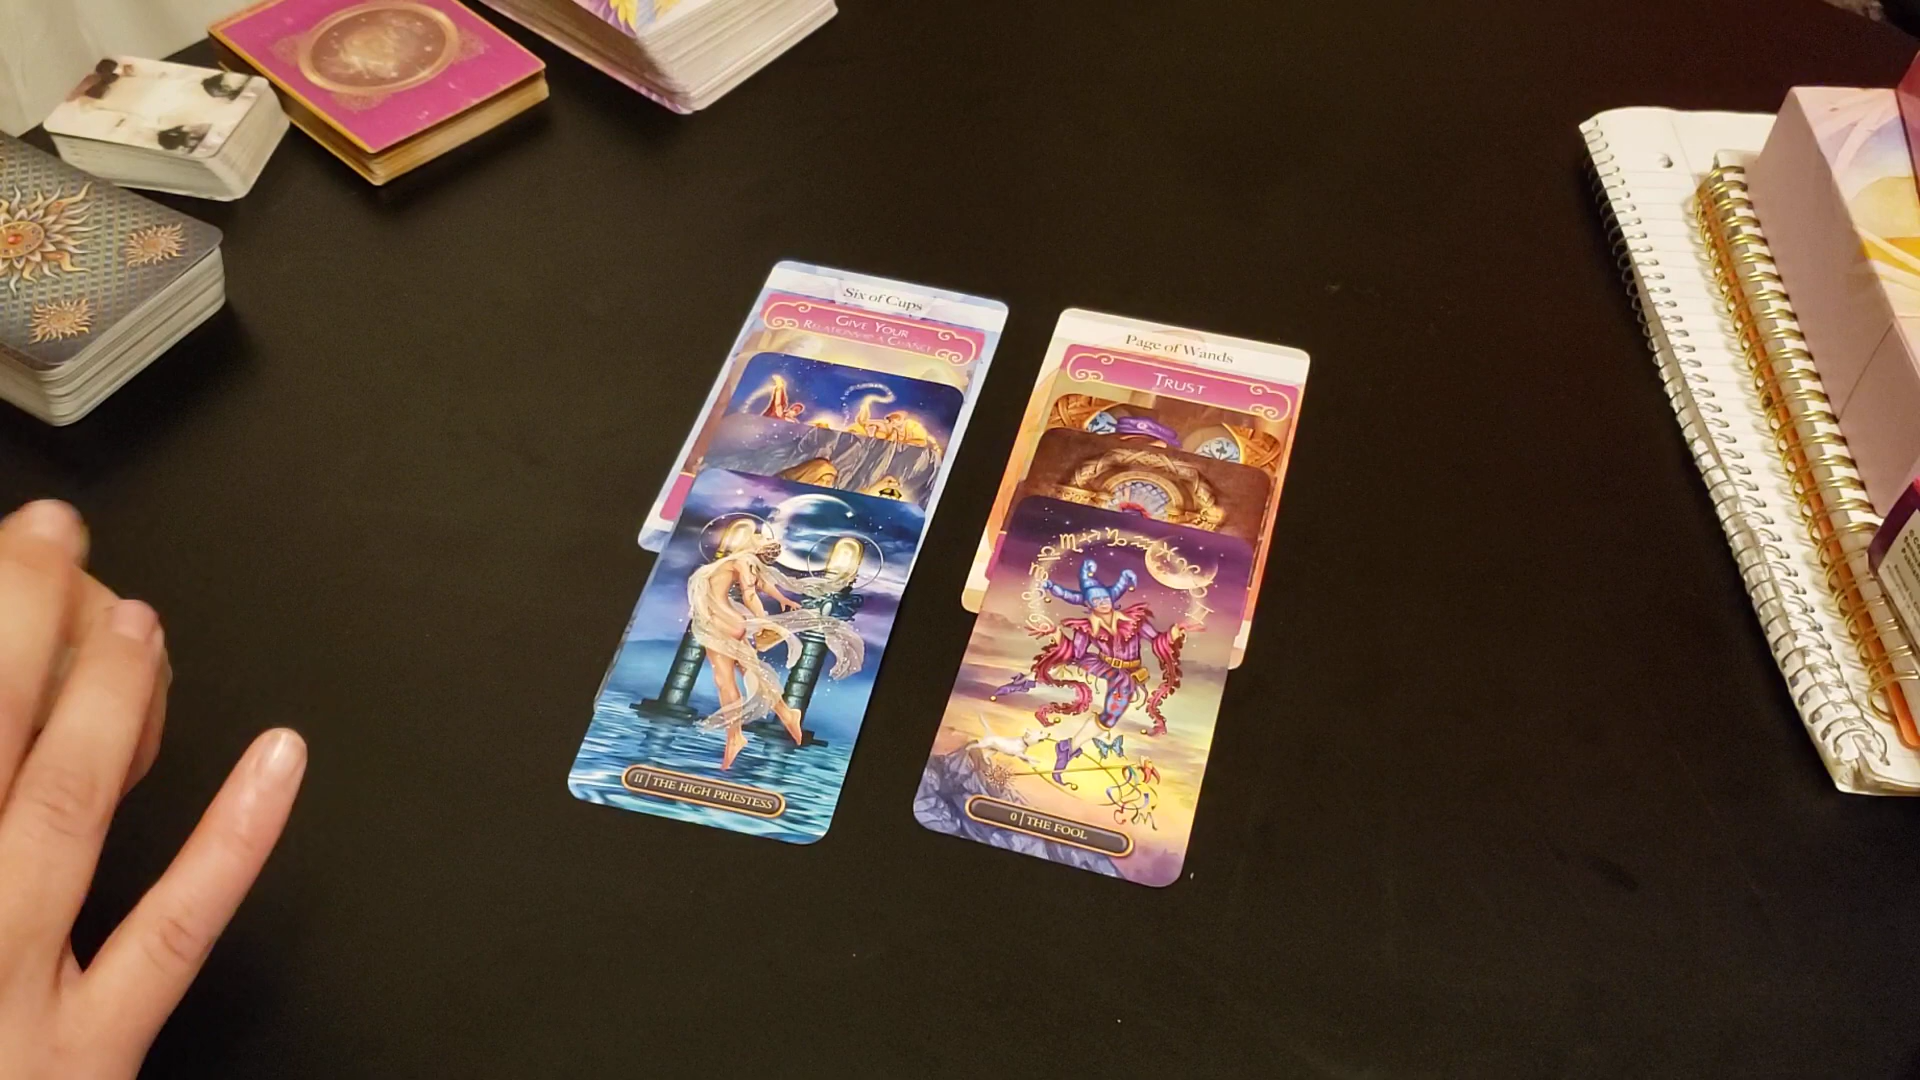 Six of Cups
GIVE YOUR
RELATIONSHIP A CHANCE
II THE HIGH PRIESTESS
Page of Wands
TRUST
0 THE FOOL